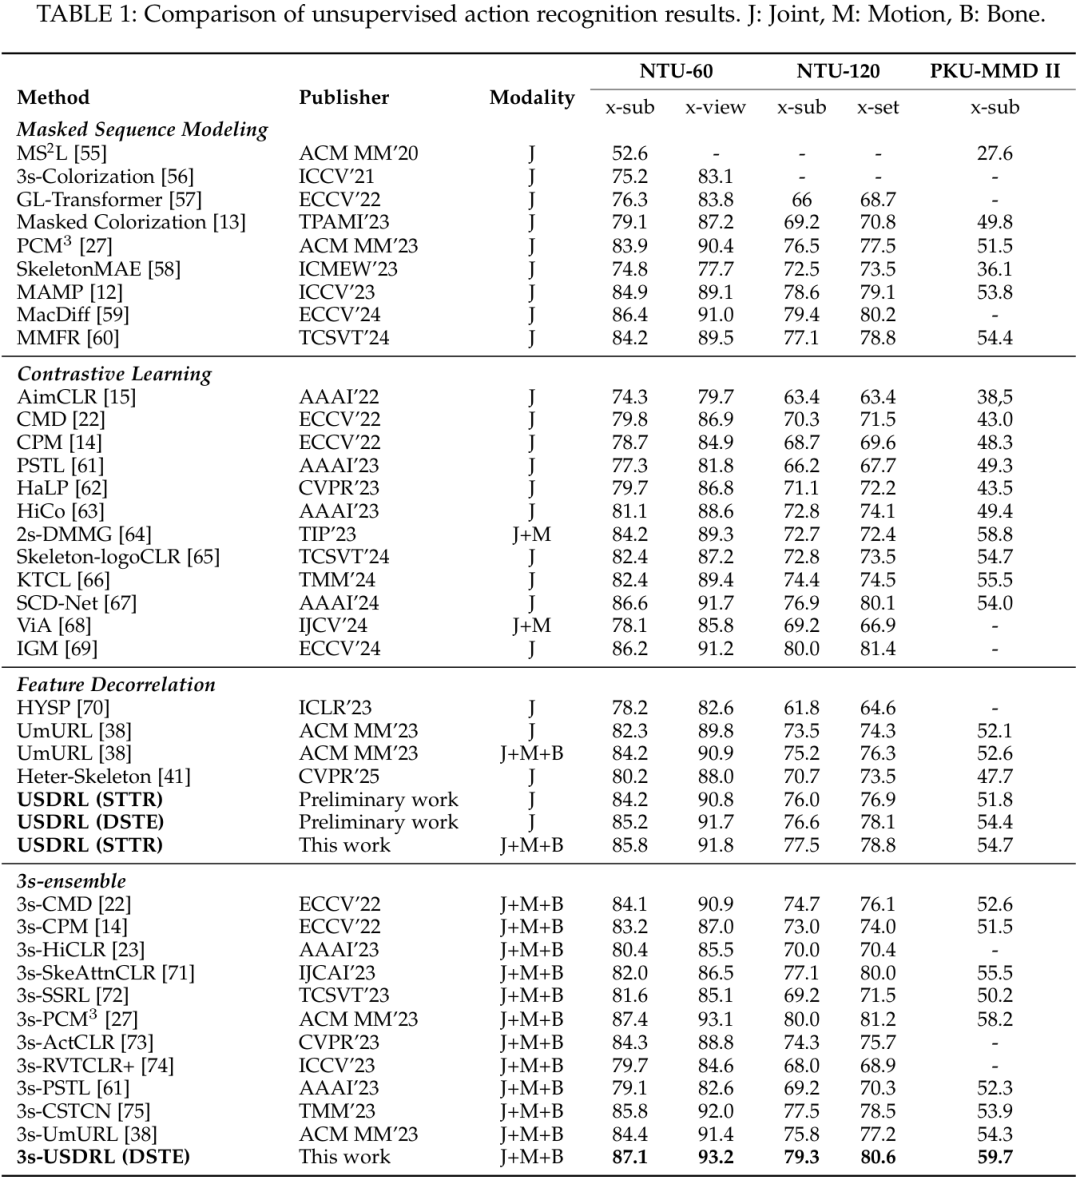 TABLE 1: Comparison of unsupervised action recognition results. J: Joint, M: Motion, B: Bone.
NTU-60 NTU-120 PKU-MMD II
Method Publisher Modality x-sub x-view x-sub x-set x-sub
Masked Sequence Modeling
MS²L [55] ACM MM'20 J 52.6 - - - 27.6
3s-Colorization [56] ICCV'21 J 75.2 83.1 - - -
GL-Transformer [57] ECCV'22 J 76.3 83.8 66 68.7 -
Masked Colorization [13] TPAMI'23 J 79.1 87.2 69.2 70.8 49.8
PCM³ [27] ACM MM'23 J 83.9 90.4 76.5 77.5 51.5
SkeletonMAE [58] ICMEW'23 J 74.8 77.7 72.5 73.5 36.1
MAMP [12] ICCV'23 J 84.9 89.1 78.6 79.1 53.8
MacDiff [59] ECCV'24 J 86.4 91.0 79.4 80.2 -
MMFR [60] TCSVT'24 J 84.2 89.5 77.1 78.8 54.4
Contrastive Learning
AimCLR [15] AAAI'22 J 74.3 79.7 63.4 63.4 38,5
CMD [22] ECCV'22 J 79.8 86.9 70.3 71.5 43.0
CPM [14] ECCV'22 J 78.7 84.9 68.7 69.6 48.3
PSTL [61] AAAI'23 J 77.3 81.8 66.2 67.7 49.3
HaLP [62] CVPR'23 J 79.7 86.8 71.1 72.2 43.5
HiCo [63] AAAI'23 J 81.1 88.6 72.8 74.1 49.4
2s-DMMG [64] TIP'23 J+M 84.2 89.3 72.7 72.4 58.8
Skeleton-logoCLR [65] TCSVT'24 J 82.4 87.2 72.8 73.5 54.7
KTCL [66] TMM'24 J 82.4 89.4 74.4 74.5 55.5
SCD-Net [67] AAAI'24 J 86.6 91.7 76.9 80.1 54.0
ViA [68] IJCV'24 J+M 78.1 85.8 69.2 66.9 -
IGM [69] ECCV'24 J 86.2 91.2 80.0 81.4 -
Feature Decorrelation
HYSP [70] ICLR'23 J 78.2 82.6 61.8 64.6 -
UmURL [38] ACM MM'23 J 82.3 89.8 73.5 74.3 52.1
UmURL [38] ACM MM'23 J+M+B 84.2 90.9 75.2 76.3 52.6
Heter-Skeleton [41] CVPR'25 J 80.2 88.0 70.7 73.5 47.7
USDRL (STTR) Preliminary work J 84.2 90.8 76.0 76.9 51.8
USDRL (DSTE) Preliminary work J 85.2 91.7 76.6 78.1 54.4
USDRL (STTR) This work J+M+B 85.8 91.8 77.5 78.8 54.7
3s-ensemble
3s-CMD [22] ECCV'22 J+M+B 84.1 90.9 74.7 76.1 52.6
3s-CPM [14] ECCV'22 J+M+B 83.2 87.0 73.0 74.0 51.5
3s-HiCLR [23] AAAI'23 J+M+B 80.4 85.5 70.0 70.4 -
3s-SkeAttnCLR [71] IJCAI'23 J+M+B 82.0 86.5 77.1 80.0 55.5
3s-SSRL [72] TCSVT'23 J+M+B 81.6 85.1 69.2 71.5 50.2
3s-PCM³ [27] ACM MM'23 J+M+B 87.4 93.1 80.0 81.2 58.2
3s-ActCLR [73] CVPR'23 J+M+B 84.3 88.8 74.3 75.7 -
3s-RVTCLR+ [74] ICCV'23 J+M+B 79.7 84.6 68.0 68.9 -
3s-PSTL [61] AAAI'23 J+M+B 79.1 82.6 69.2 70.3 52.3
3s-CSTCN [75] TMM'23 J+M+B 85.8 92.0 77.5 78.5 53.9
3s-UmURL [38] ACM MM'23 J+M+B 84.4 91.4 75.8 77.2 54.3
3s-USDRL (DSTE) This work J+M+B 87.1 93.2 79.3 80.6 59.7